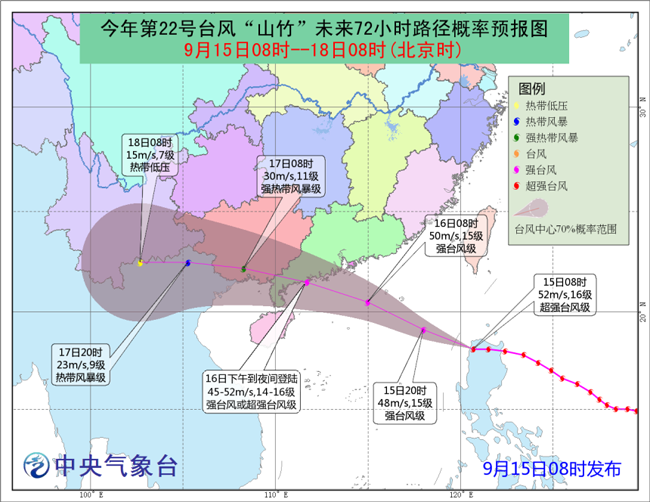 今年第22号台风“山竹”未来72小时路径概率预报图
9月15日08时--18日08时(北京时)
图例
热带低压
热带风暴
强热带风暴
台风
强台风
超强台风
台风中心70%概率范围
30°N
20°N
18日08时
15m/s,7级
热带低压
17日08时
30m/s,11级
强热带风暴级
16日08时
50m/s,15级
强台风级
15日08时
52m/s,16级
超强台风级
17日20时
23m/s,9级
热带风暴级
16日下午到夜间登陆
45-52m/s,14-16级
强台风或超强台风级
15日20时
48m/s,15级
强台风级
中央气象台
9月15日08时发布
100°E
110°E
120°E